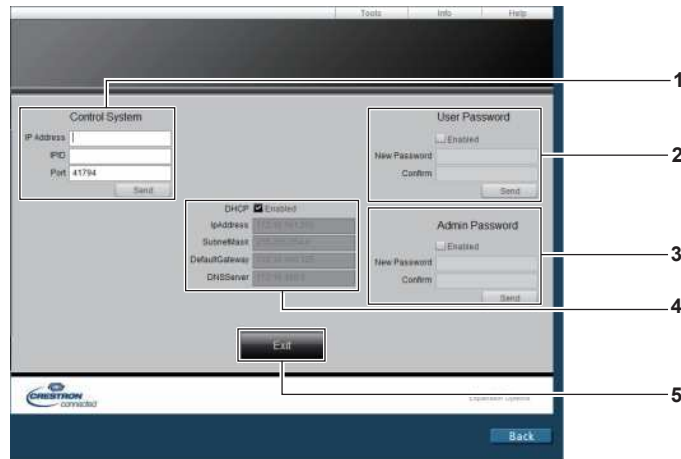 Tools Info Help
1
Control System
IP Address
IPID
Port 41794
Send
User Password
Enabled
New Password
Confirm
Send
2
DHCP Enabled
IpAddress
SubnetMask
DefaultGateway
DNSServer
Admin Password
Enabled
New Password
Confirm
Send
3
4
Exit
5
CRESTRON
connected
Expansion Options
Back